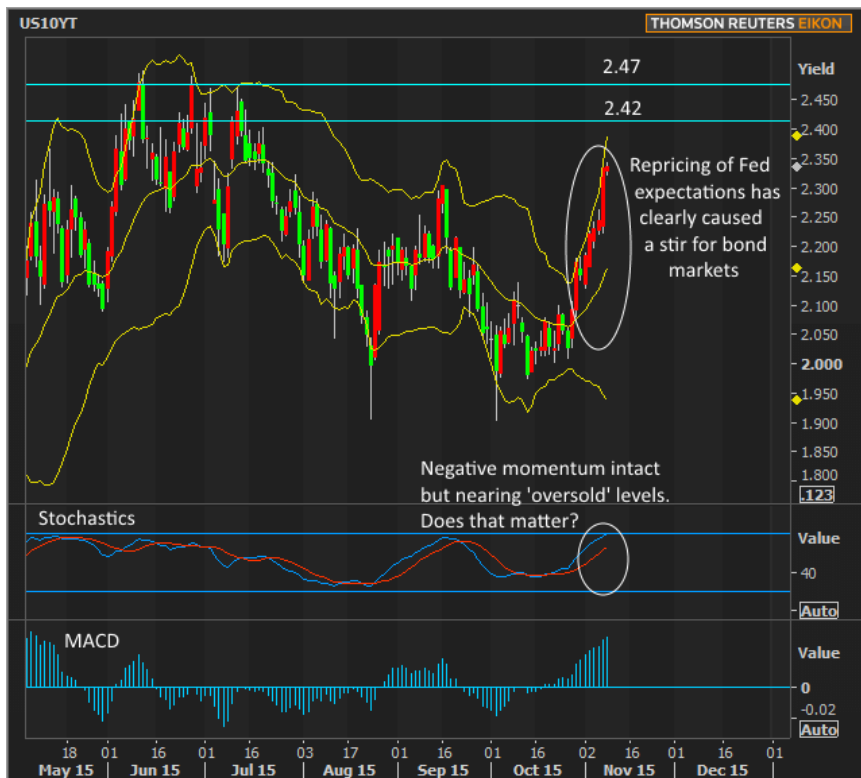 US10YT
THOMSON REUTERS EIKON
2.47
Yield
2.450
2.42
2.400
2.350
Repricing of Fed
expectations has
clearly caused
a stir for bond
markets
2.300
2.250
2.200
2.150
2.100
2.050
2.000
1.950
1.900
1.850
1.800
.123
Negative momentum intact
but nearing 'oversold' levels.
Does that matter?
Stochastics
Value
40
Auto
MACD
Value
0
-0.02
Auto
18 01 16 01 16 03 17 01 16 01 16 02 16 01 16 01
May 15 Jun 15 Jul 15 Aug 15 Sep 15 Oct 15 Nov 15 Dec 15